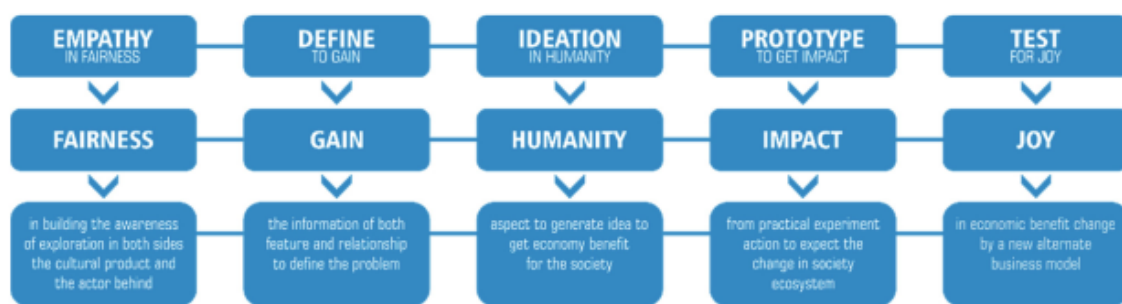 EMPATHY
IN FAIRNESS
DEFINE
TO GAIN
IDEATION
IN HUMANITY
PROTOTYPE
TO GET IMPACT
TEST
FOR JOY
FAIRNESS
GAIN
HUMANITY
IMPACT
JOY
in building the awareness
of exploration in both sides
the cultural product and
the actor behind
the information of both
feature and relationship
to define the problem
aspect to generate idea to
get economy benefit
for the society
from practical experiment
action to expect the
change in society
ecosystem
in economic benefit change
by a new alternate
business model